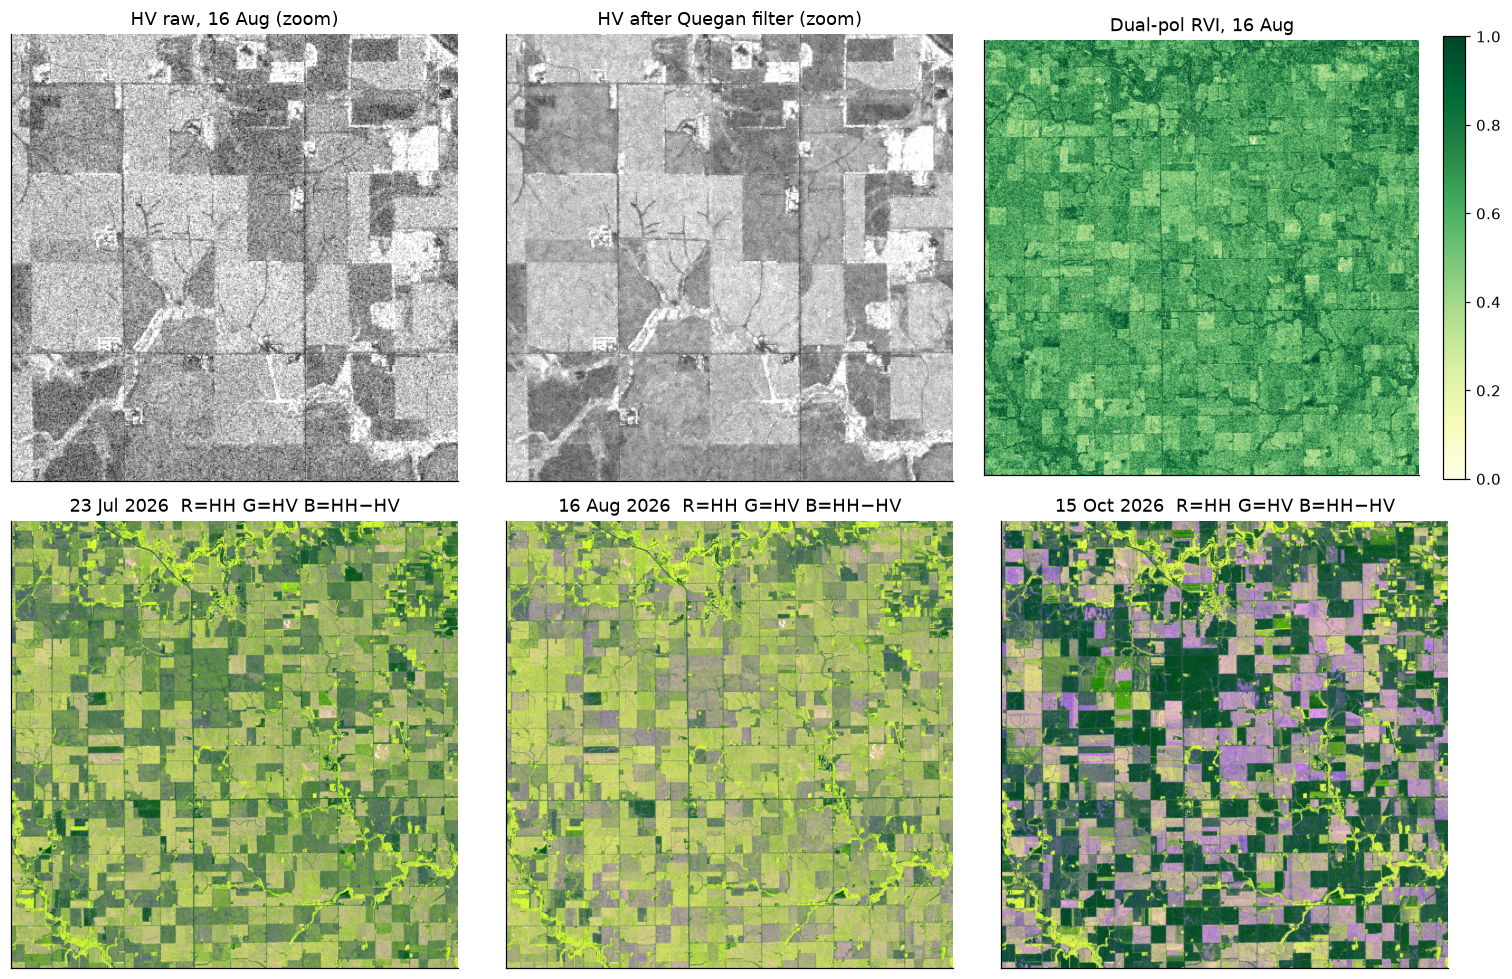 HV raw, 16 Aug (zoom)
HV after Quegan filter (zoom)
Dual-pol RVI, 16 Aug
1.0
0.8
0.6
0.4
0.2
0.0
23 Jul 2026  R=HH G=HV B=HH−HV
16 Aug 2026  R=HH G=HV B=HH−HV
15 Oct 2026  R=HH G=HV B=HH−HV